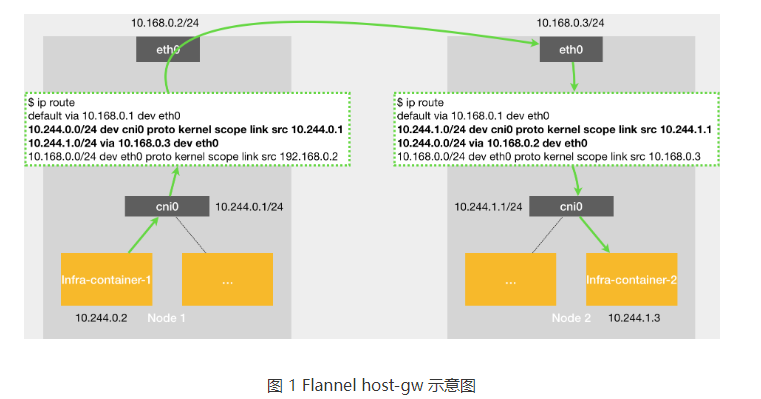 10.168.0.2/24
10.168.0.3/24
eth0
eth0
$ ip route
default via 10.168.0.1 dev eth0
10.244.0.0/24 dev cni0 proto kernel scope link src 10.244.0.1
10.244.1.0/24 via 10.168.0.3 dev eth0
10.168.0.0/24 dev eth0 proto kernel scope link src 192.168.0.2
$ ip route
default via 10.168.0.1 dev eth0
10.244.1.0/24 dev cni0 proto kernel scope link src 10.244.1.1
10.244.0.0/24 via 10.168.0.2 dev eth0
10.168.0.0/24 dev eth0 proto kernel scope link src 10.168.0.3
cni0
10.244.0.1/24
10.244.1.1/24
cni0
Infra-container-1
...
...
Infra-container-2
10.244.0.2
Node 1
Node 2
10.244.1.3
图 1 Flannel host-gw 示意图